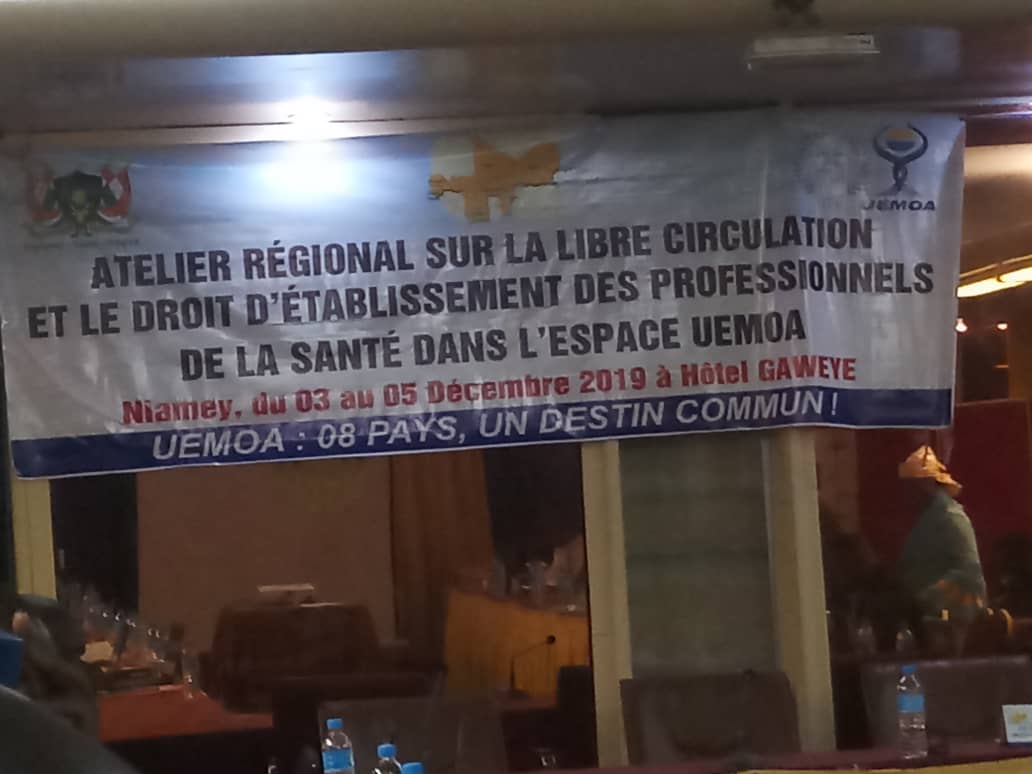 UEMOA
ATELIER RÉGIONAL SUR LA LIBRE CIRCULATION
ET LE DROIT D'ÉTABLISSEMENT DES PROFESSIONNELS
DE LA SANTÉ DANS L'ESPACE UEMOA
Niamey, du 03 au 05 Décembre 2019 à Hôtel GAWEYE
UEMOA : 08 PAYS, UN DESTIN COMMUN !